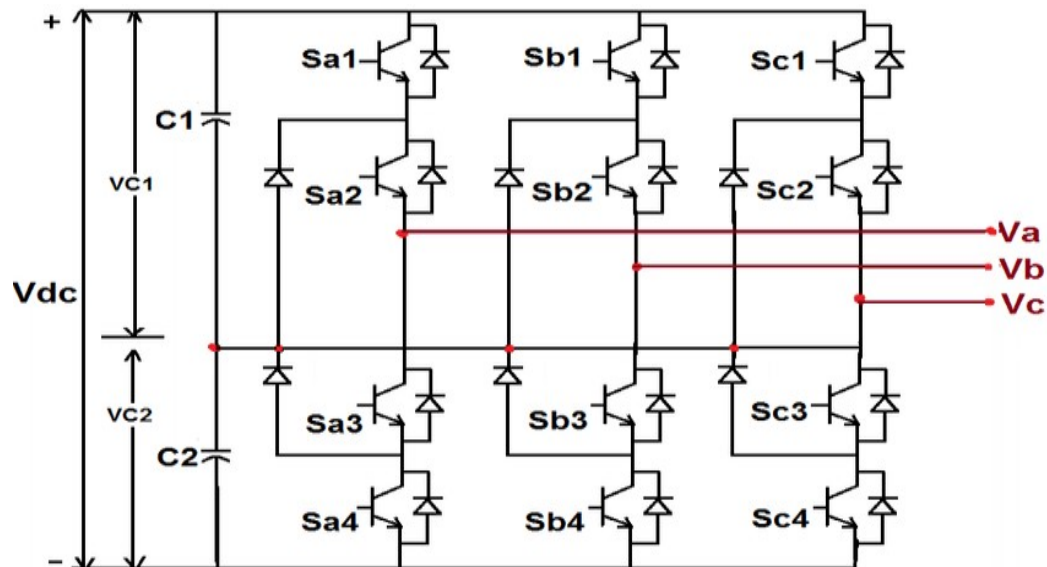 +
Sa1
Sb1
Sc1
C1
VC1
Sa2
Sb2
Sc2
Va
Vb
Vdc
Vc
VC2
Sa3
Sb3
Sc3
C2
Sa4
Sb4
Sc4
−